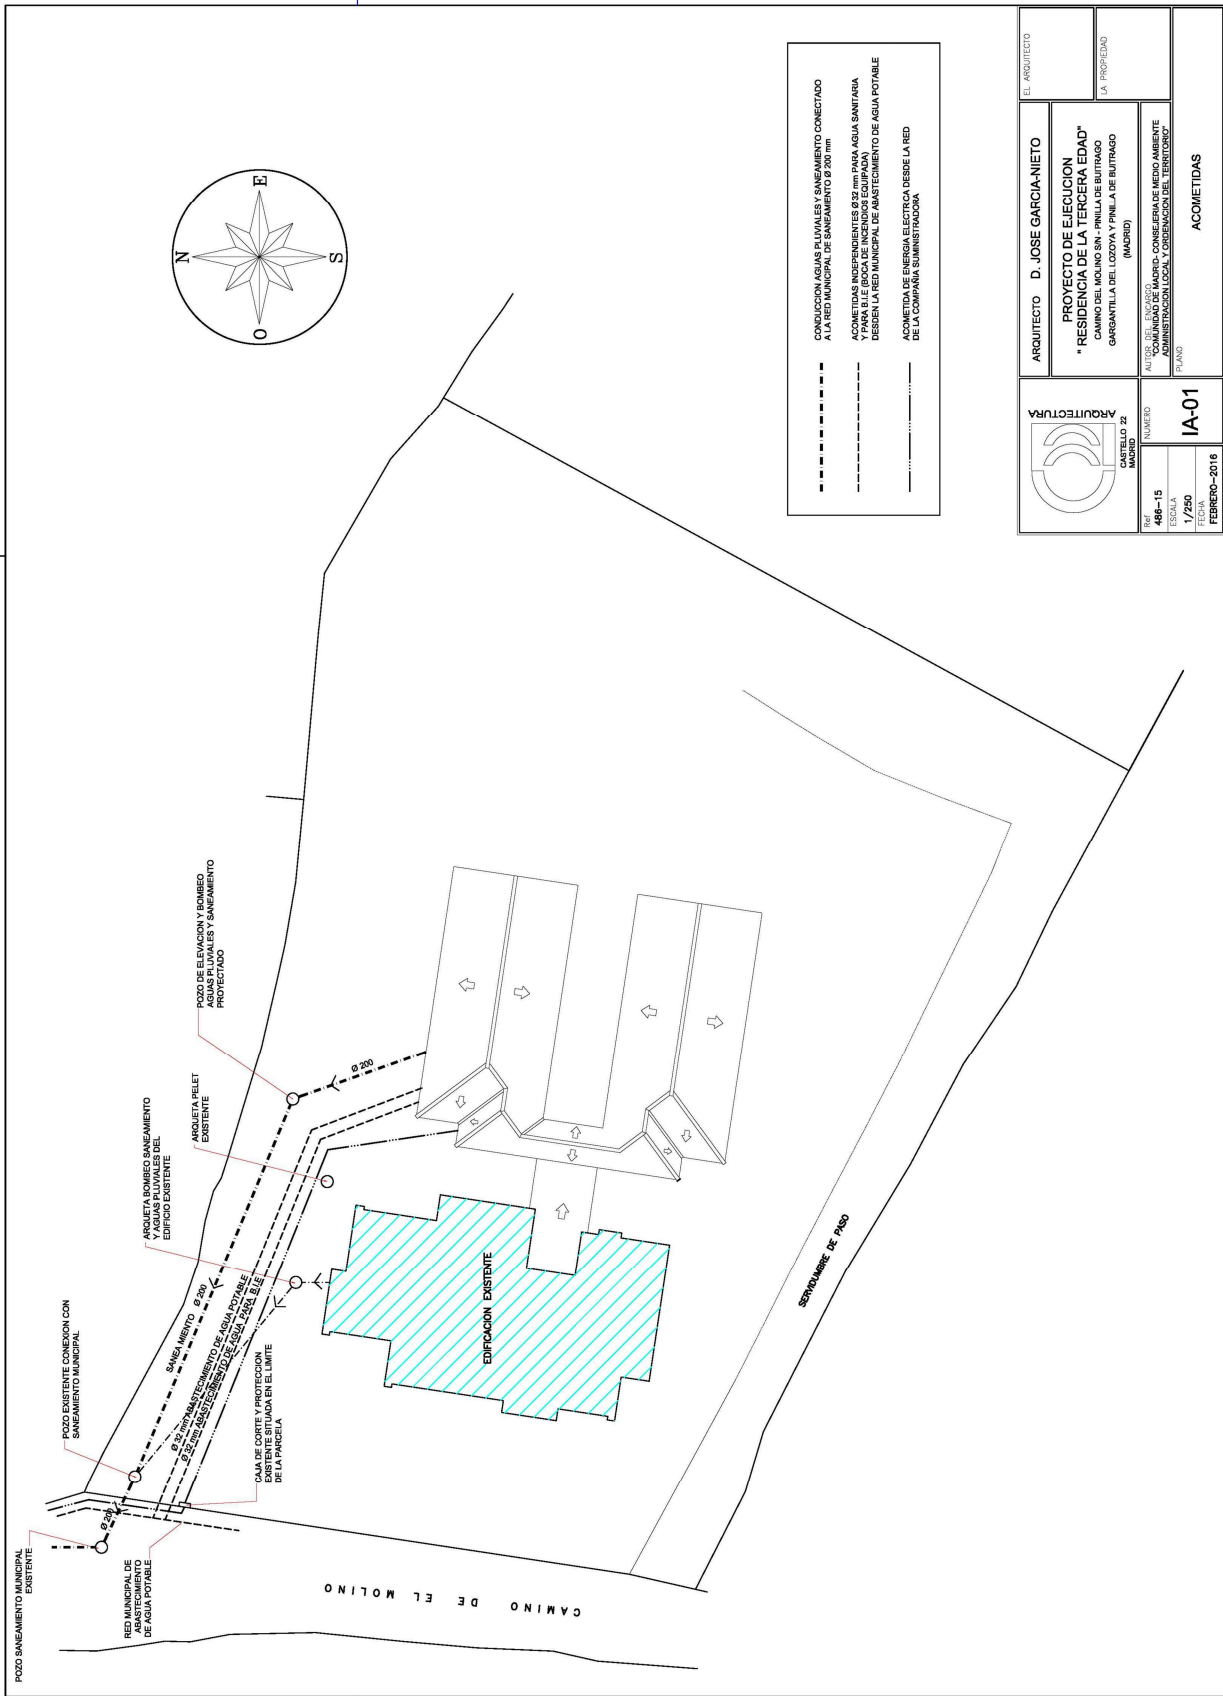 POZO SANEAMIENTO MUNICIPAL
EXISTENTE
POZO EXISTENTE CONEXION CON
SANEAMIENTO MUNICIPAL
ARQUETA BOMBEO SANEAMIENTO
Y AGUAS PLUVIALES DEL
EDIFICIO EXISTENTE
ARQUETA PELET
EXISTENTE
POZO DE ELEVACION Y BOMBEO
AGUAS PLUVIALES Y SANEAMIENTO
PROYECTADO
RED MUNICIPAL DE
ABASTECIMIENTO
DE AGUA POTABLE
Ø 200
SANEAMIENTO Ø 200
Ø 200
Ø 32 mm ABASTECIMIENTO DE AGUA POTABLE
Ø 32 mm ABASTECIMIENTO DE AGUA PARA B.I.E
CAJA DE CORTE Y PROTECCION
EXISTENTE SITUADA EN EL LIMITE
DE LA PARCELA
EDIFICACION EXISTENTE
CAMINO DE EL MOLINO
SERVIDUMBRE DE PASO
N
E
S
O
CONDUCCION AGUAS PLUVIALES Y SANEAMIENTO CONECTADO
A LA RED MUNICIPAL DE SANEAMIENTO Ø 200 mm
ACOMETIDAS INDEPENDIENTES Ø 32 mm PARA AGUA SANITARIA
Y PARA B.I.E (BOCA DE INCENDIOS EQUIPADA)
DESDEN LA RED MUNICIPAL DE ABASTECIMIENTO DE AGUA POTABLE
ACOMETIDA DE ENERGIA ELECTRCA DESDE LA RED
DE LA COMPAÑIA SUMINISTRADORA
ARQUITECTURA
CASTELLO 22
MADRID
ARQUITECTO D. JOSE GARCIA-NIETO
EL ARQUITECTO
PROYECTO DE EJECUCION
" RESIDENCIA DE LA TERCERA EDAD"
CAMINO DEL MOLINO S/N - PINILLA DE BUITRAGO
GARGANTILLA DEL LOZOYA Y PINILLA DE BUITRAGO
(MADRID)
LA PROPIEDAD
Ref
486-15
ESCALA
1/250
FECHA
FEBRERO-2016
NUMERO
IA-01
AUTOR DEL ENCARGO
"COMUNIDAD DE MADRID- CONSEJERIA DE MEDIO AMBIENTE
ADMINISTRACION LOCAL Y ORDENACION DEL TERRITORIO"
PLANO
ACOMETIDAS